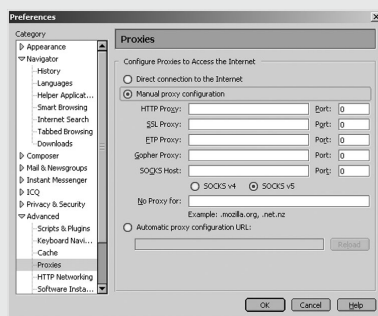 Preferences
Category
Appearance
Navigator
History
Languages
Helper Applicat...
Smart Browsing
Internet Search
Tabbed Browsing
Downloads
Composer
Mail & Newsgroups
Instant Messenger
ICQ
Privacy & Security
Advanced
Scripts & Plugins
Keyboard Navi...
Cache
Proxies
HTTP Networking
Software Insta...
Proxies
Configure Proxies to Access the Internet
Direct connection to the Internet
Manual proxy configuration
HTTP Proxy: Port: 0
SSL Proxy: Port: 0
FTP Proxy: Port: 0
Gopher Proxy: Port: 0
SOCKS Host: Port: 0
SOCKS v4 SOCKS v5
No Proxy for:
Example: .mozilla.org, .net.nz
Automatic proxy configuration URL:
Reload
OK Cancel Help